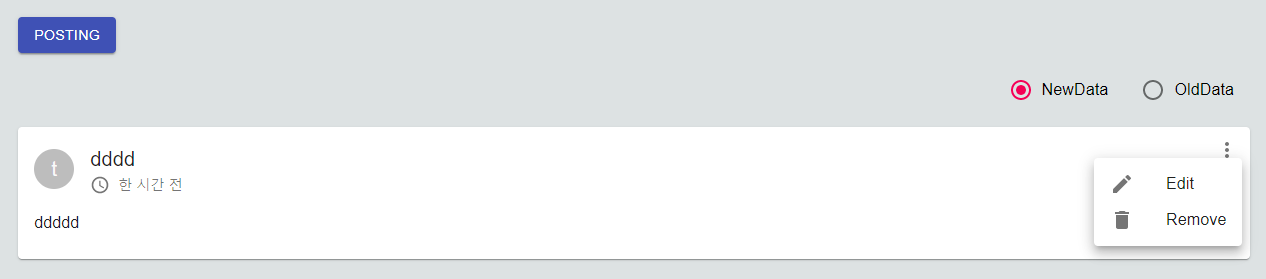 POSTING
NewData OldData
t
dddd
한 시간 전
ddddd
Edit
Remove